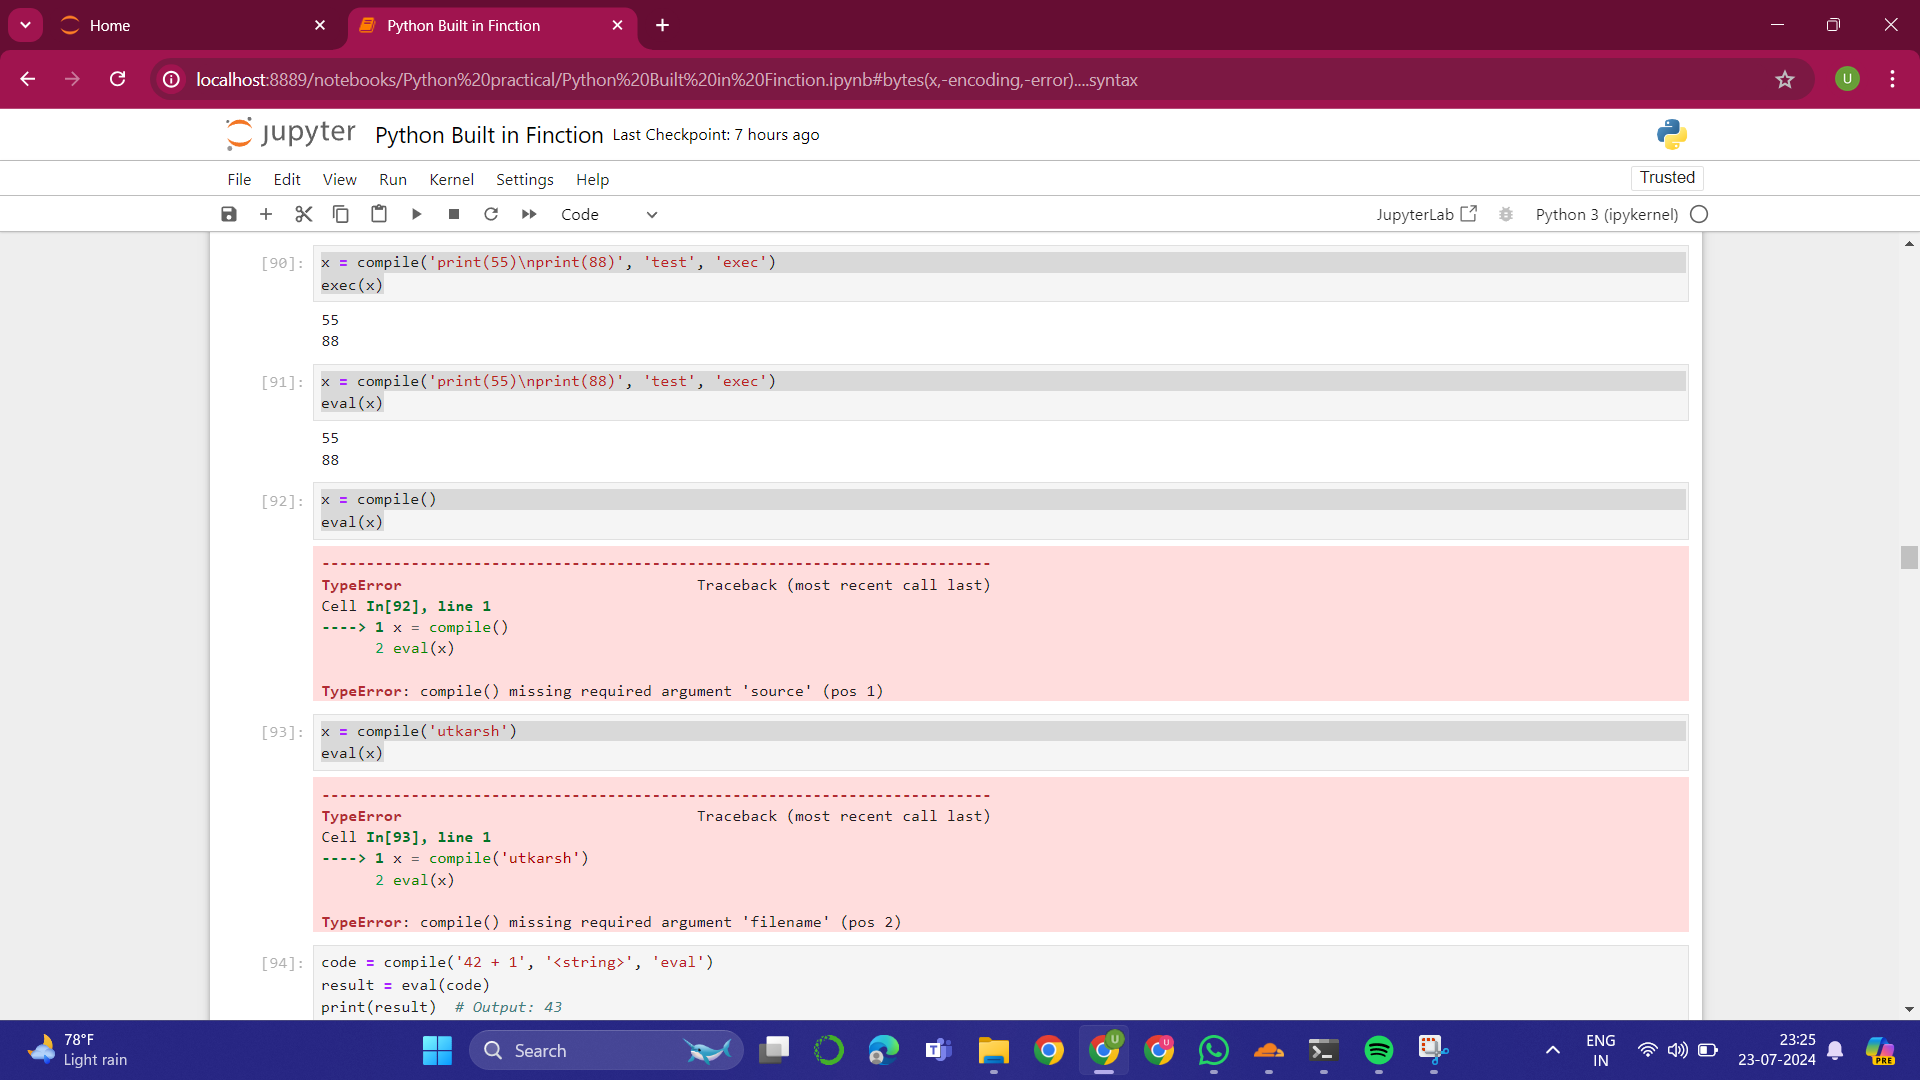 Home
Python Built in Finction
localhost:8889/notebooks/Python%20practical/Python%20Built%20in%20Finction.ipynb#bytes(x,-encoding,-error)....syntax
U
jupyter Python Built in Finction Last Checkpoint: 7 hours ago
File Edit View Run Kernel Settings Help
Trusted
Code
JupyterLab
Python 3 (ipykernel)
[90]: x = compile('print(55)\nprint(88)', 'test', 'exec')
exec(x)
55
88
[91]: x = compile('print(55)\nprint(88)', 'test', 'exec')
eval(x)
55
88
[92]: x = compile()
eval(x)
---------------------------------------------------------------------------
TypeError Traceback (most recent call last)
Cell In[92], line 1
----> 1 x = compile()
2 eval(x)
TypeError: compile() missing required argument 'source' (pos 1)
[93]: x = compile('utkarsh')
eval(x)
---------------------------------------------------------------------------
TypeError Traceback (most recent call last)
Cell In[93], line 1
----> 1 x = compile('utkarsh')
2 eval(x)
TypeError: compile() missing required argument 'filename' (pos 2)
[94]: code = compile('42 + 1', '<string>', 'eval')
result = eval(code)
print(result) # Output: 43
78°F
Light rain
Search
U
U
ENG
IN
23:25
23-07-2024
PRE